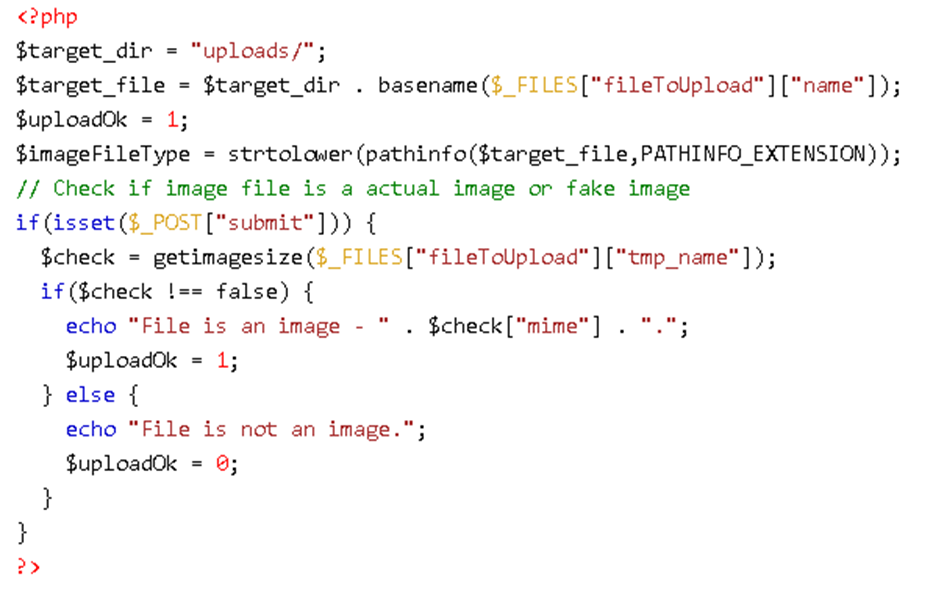 <?php
$target_dir = "uploads/";
$target_file = $target_dir . basename($_FILES["fileToUpload"]["name"]);
$uploadOk = 1;
$imageFileType = strtolower(pathinfo($target_file,PATHINFO_EXTENSION));
// Check if image file is a actual image or fake image
if(isset($_POST["submit"])) {
  $check = getimagesize($_FILES["fileToUpload"]["tmp_name"]);
  if($check !== false) {
    echo "File is an image - " . $check["mime"] . ".";
    $uploadOk = 1;
  } else {
    echo "File is not an image.";
    $uploadOk = 0;
  }
}
?>